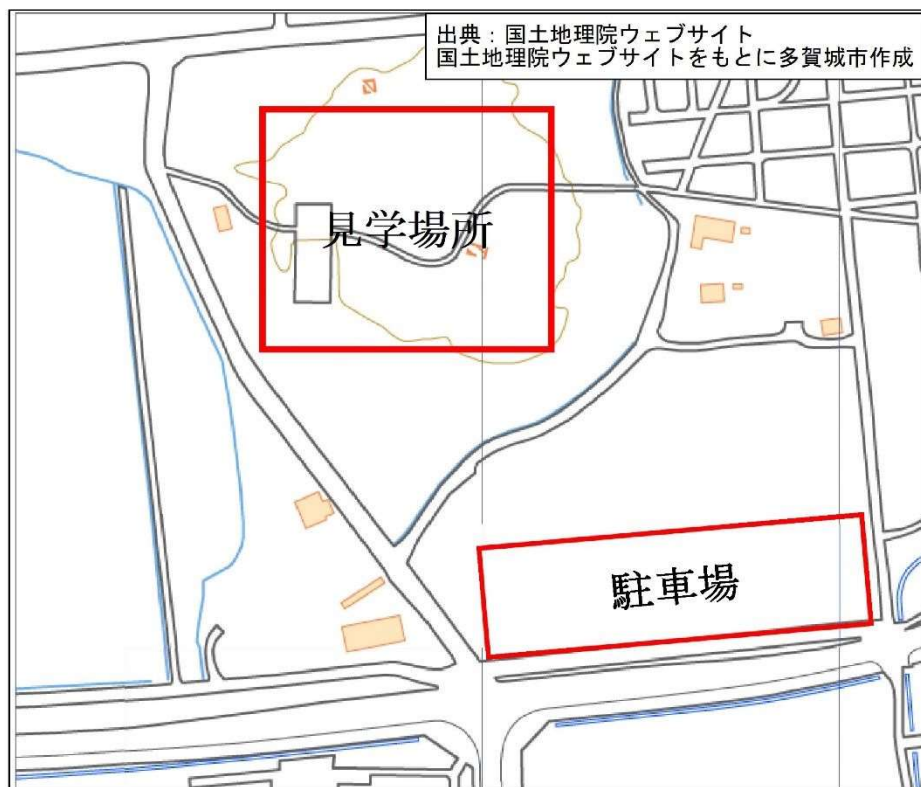 出典：国土地理院ウェブサイト
国土地理院ウェブサイトをもとに多賀城市作成
見学場所
駐車場